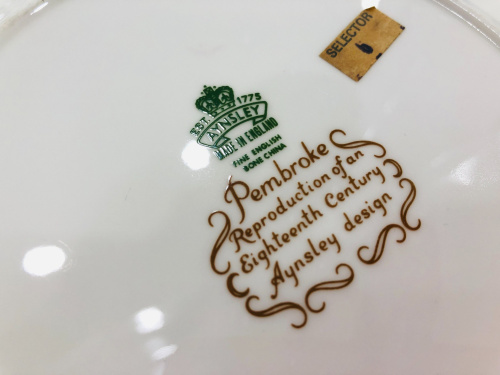 SELECTOR
EST. 1775
AYNSLEY
MADE IN ENGLAND
FINE ENGLISH
BONE CHINA
Pembroke
Reproduction of an
Eighteenth Century
Aynsley design